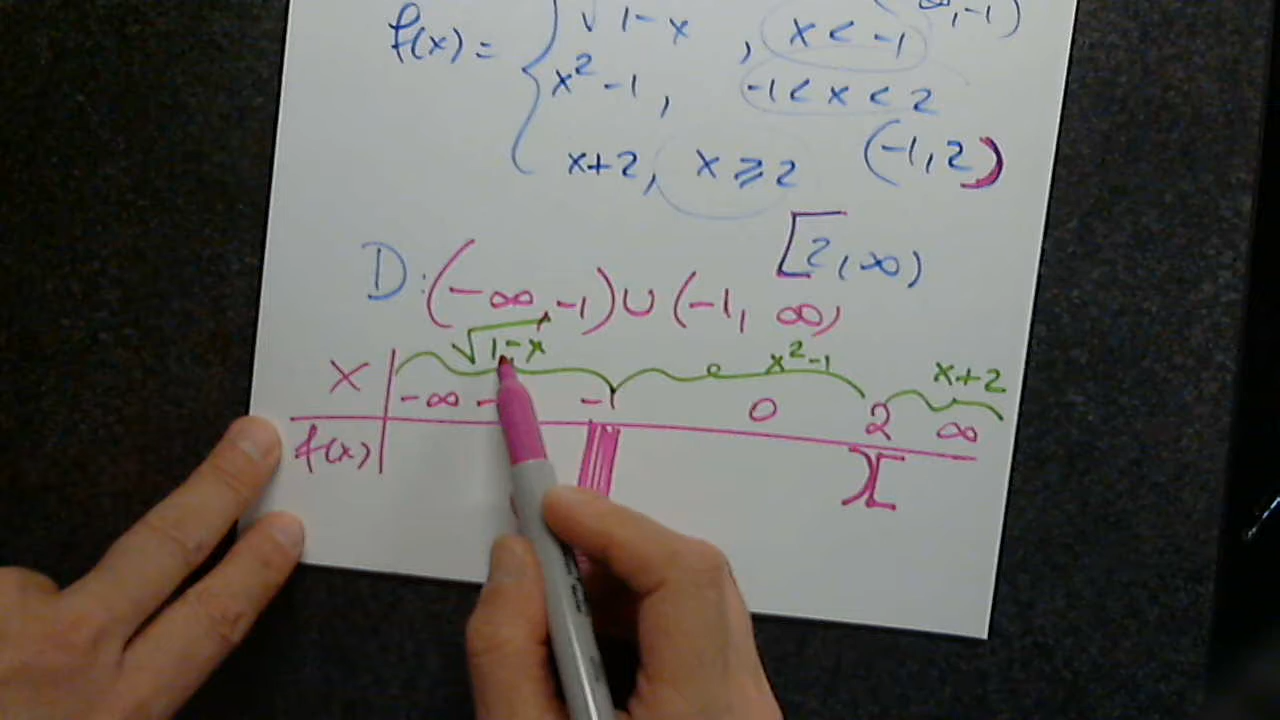 √1-x , x < -1 , -1)
f(x) = { x² - 1 , -1 < x < 2
x+2, x ⩾ 2 (-1, 2)
[2, ∞)
D: (-∞, -1) ∪ (-1, ∞)
√1-x x²-1 x+2
x -∞ -1 0 2 ∞
f(x) )[